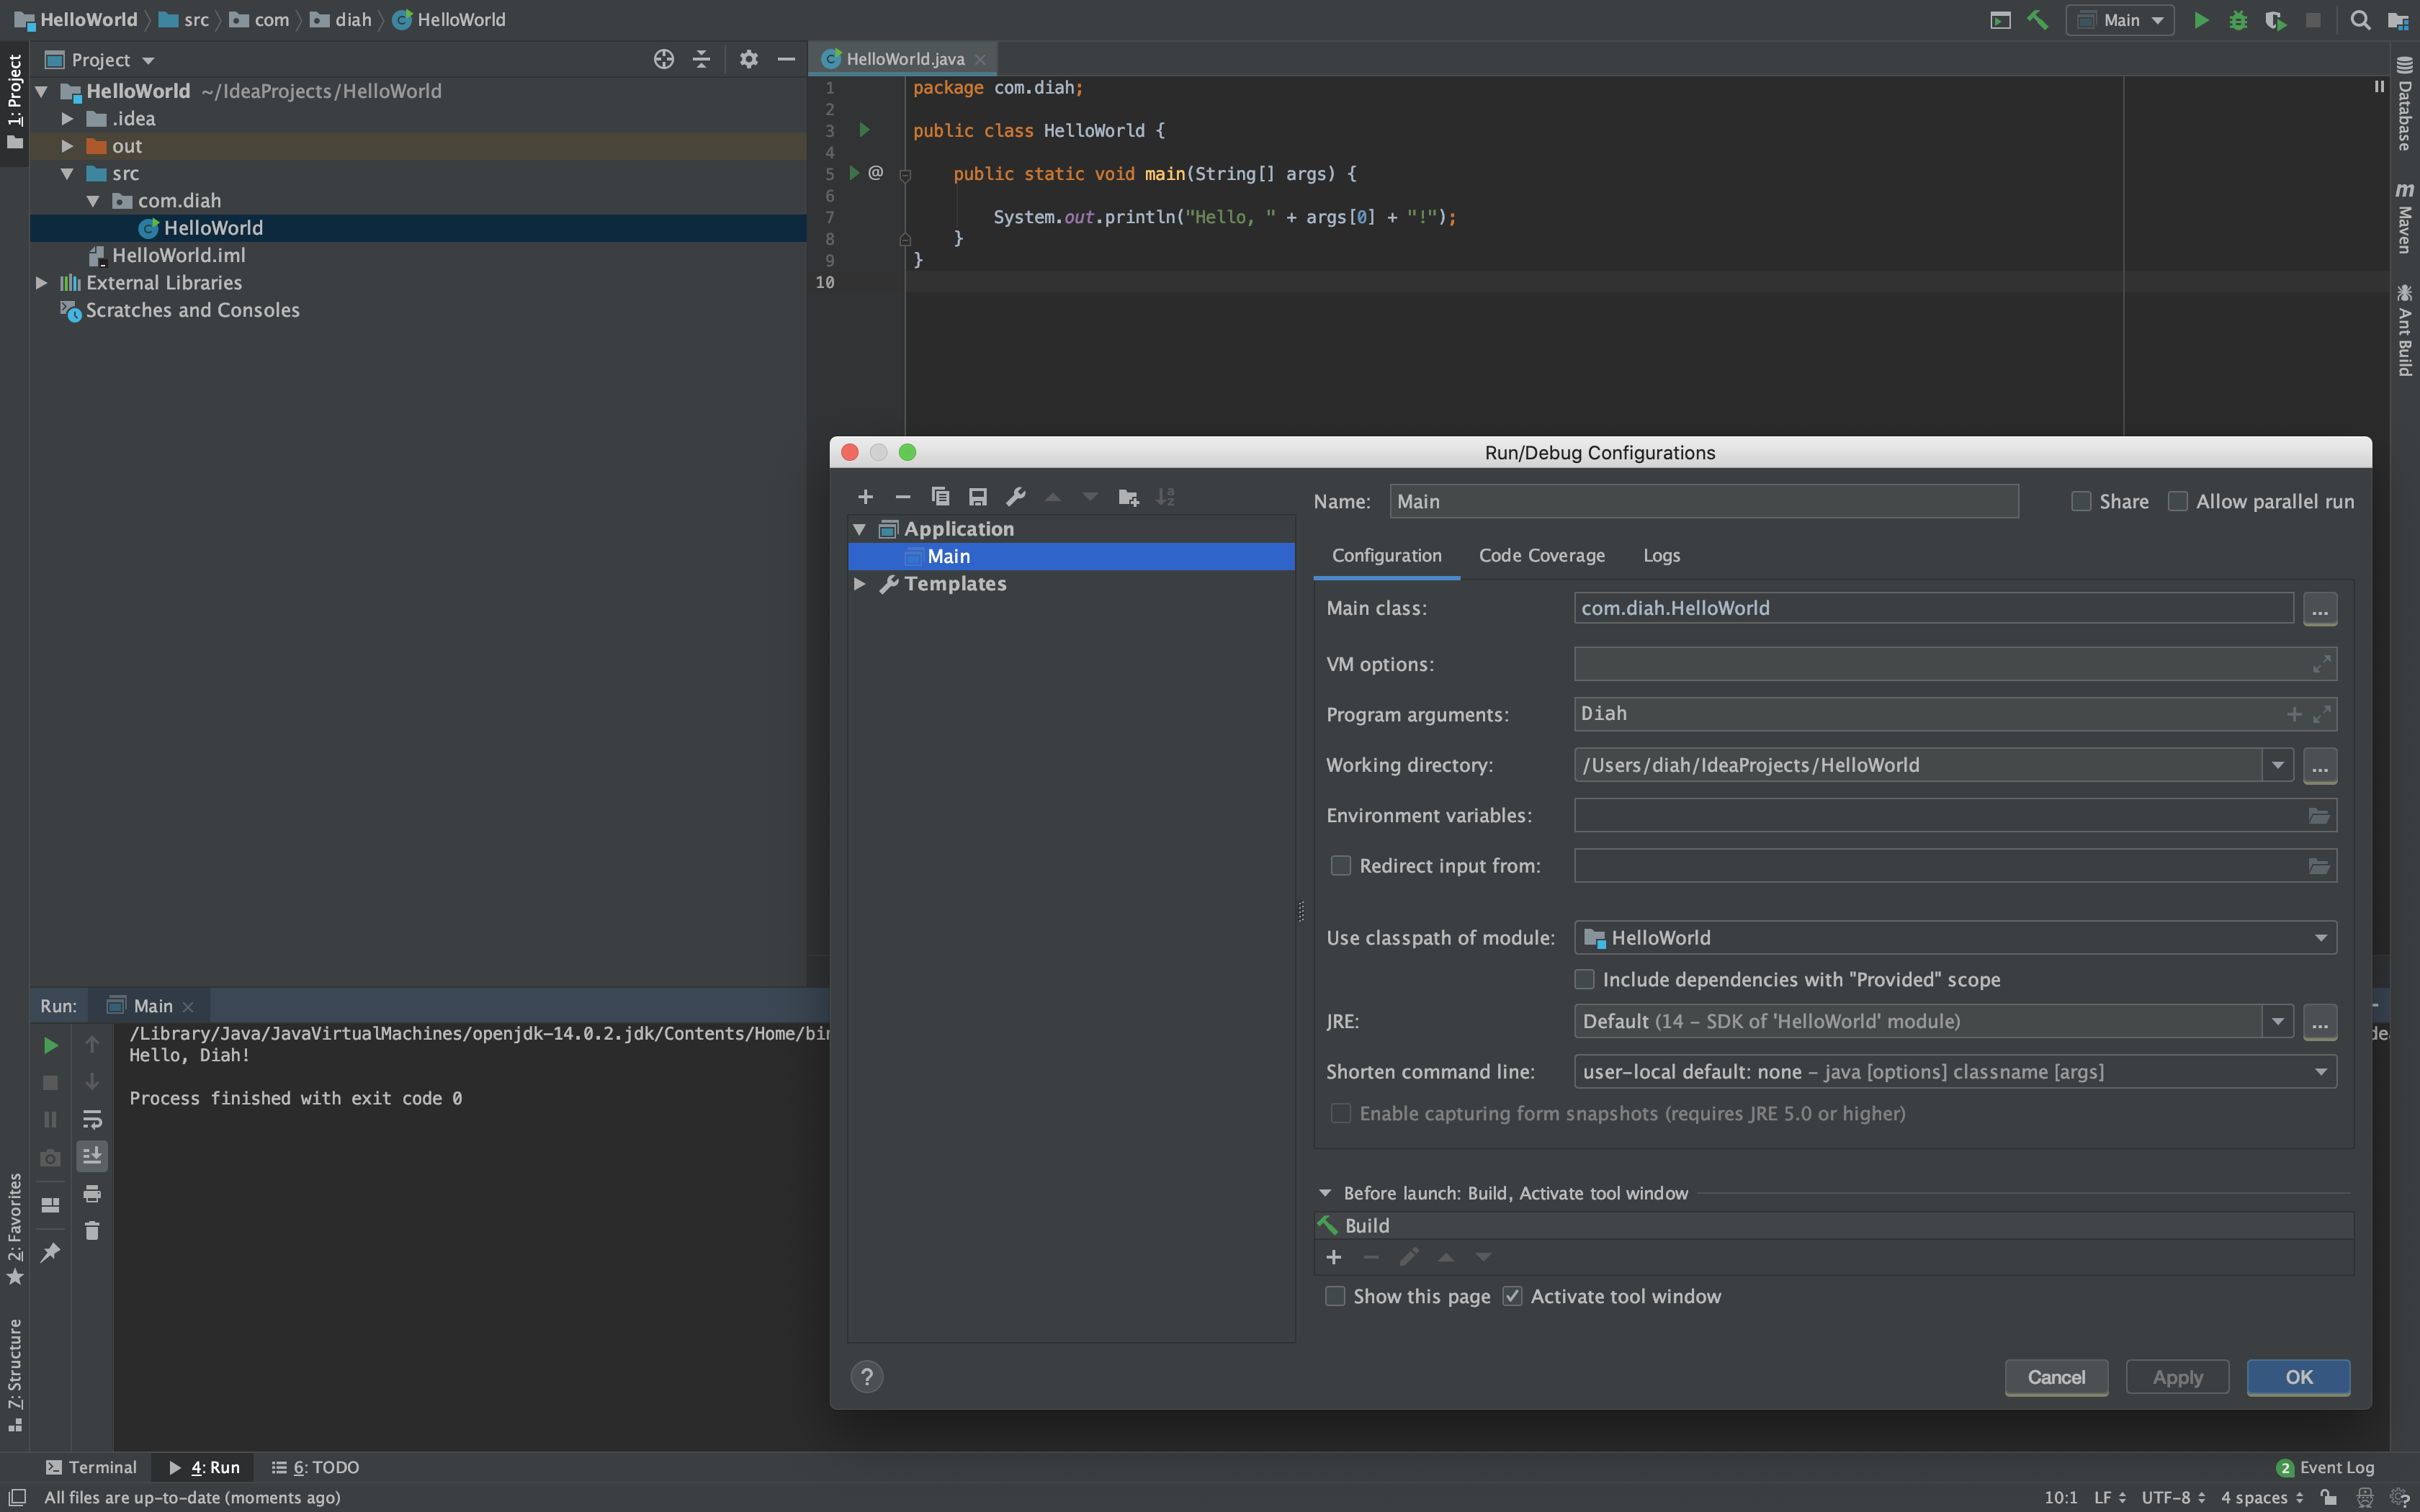 HelloWorld src com diah HelloWorld
Main
1: Project
Project
HelloWorld ~/IdeaProjects/HelloWorld
.idea
out
src
com.diah
HelloWorld
HelloWorld.iml
External Libraries
Scratches and Consoles
HelloWorld.java
1 package com.diah;
2
3 public class HelloWorld {
4
5 @ public static void main(String[] args) {
6
7 System.out.println("Hello, " + args[0] + "!");
8 }
9 }
10
Database
m Maven
Ant Build
Run/Debug Configurations
Application
Main
Templates
Name: Main
Share
Allow parallel run
Configuration Code Coverage Logs
Main class: com.diah.HelloWorld ...
VM options:
Program arguments: Diah
Working directory: /Users/diah/IdeaProjects/HelloWorld ...
Environment variables:
Redirect input from:
Use classpath of module: HelloWorld
Include dependencies with "Provided" scope
JRE: Default (14 – SDK of 'HelloWorld' module) ...
Shorten command line: user-local default: none – java [options] classname [args]
Enable capturing form snapshots (requires JRE 5.0 or higher)
Before launch: Build, Activate tool window
Build
Show this page Activate tool window
? Cancel Apply OK
Run: Main
/Library/Java/JavaVirtualMachines/openjdk-14.0.2.jdk/Contents/Home/bin
Hello, Diah!
Process finished with exit code 0
2: Favorites
7: Structure
Terminal 4: Run 6: TODO
2 Event Log
All files are up-to-date (moments ago)
10:1 LF UTF-8 4 spaces